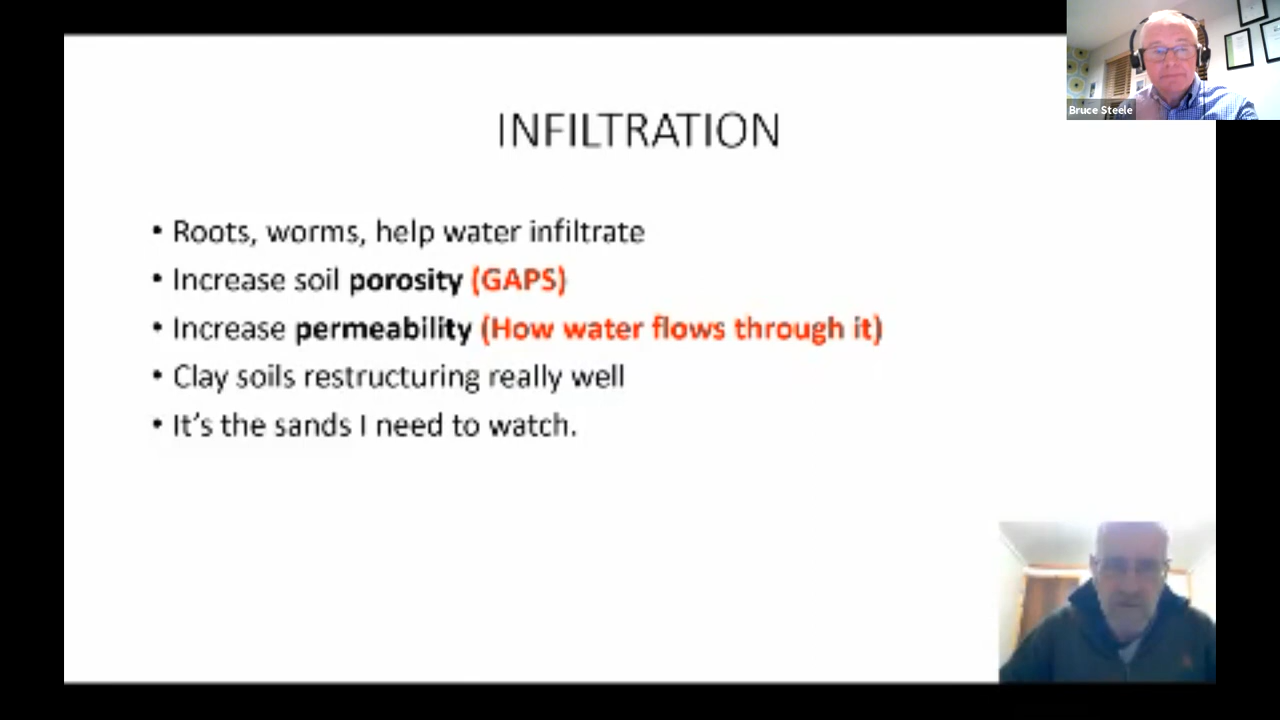 INFILTRATION
• Roots, worms, help water infiltrate
• Increase soil porosity (GAPS)
• Increase permeability (How water flows through it)
• Clay soils restructuring really well
• It's the sands I need to watch.
Bruce Steele